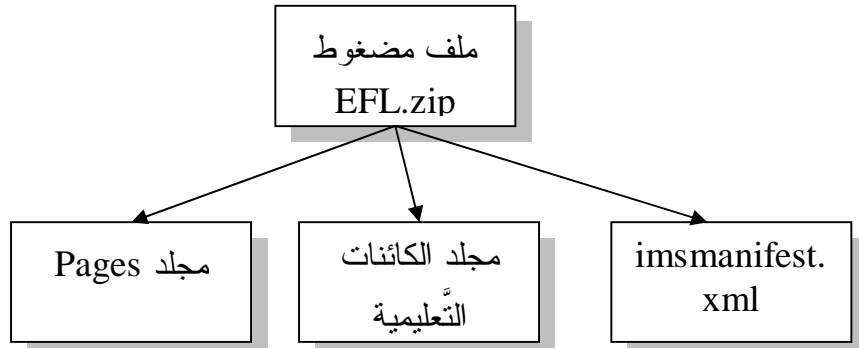 ملف مضغوط
EFL.zip
مجلد Pages
مجلد الكائنات
التَّعليمية
imsmanifest.
xml